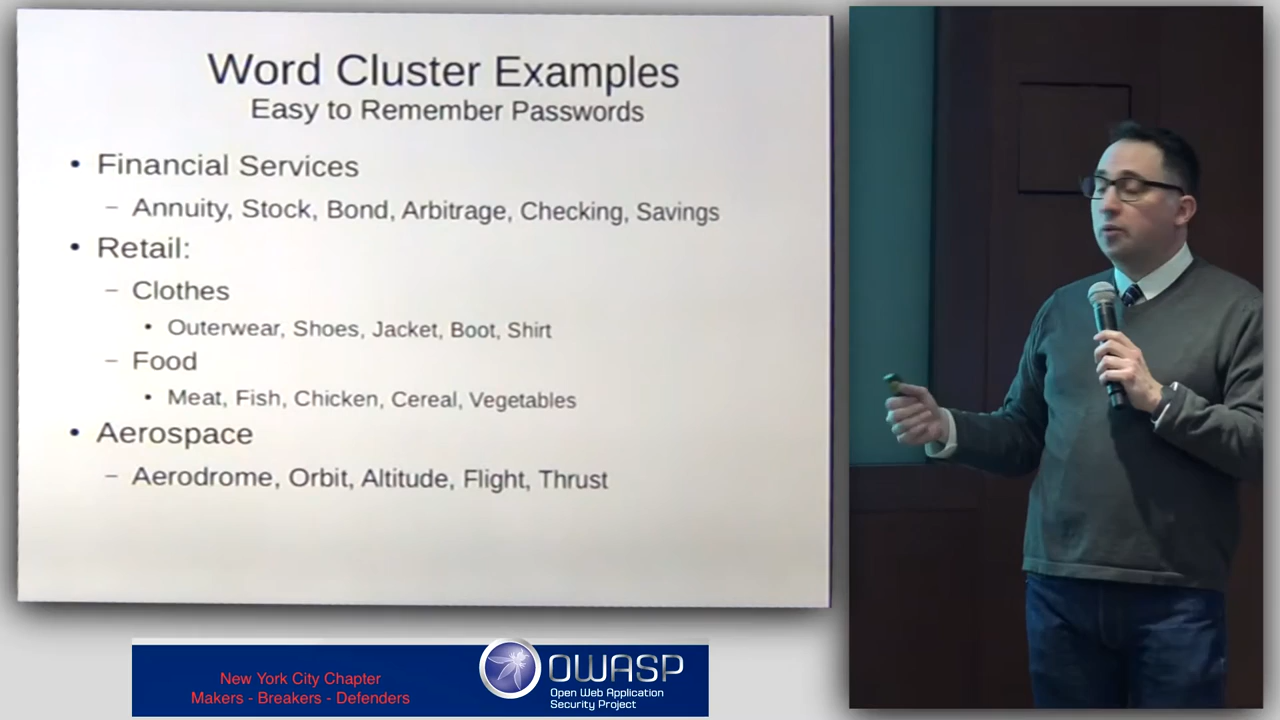 Word Cluster Examples
Easy to Remember Passwords
• Financial Services
– Annuity, Stock, Bond, Arbitrage, Checking, Savings
• Retail:
– Clothes
• Outerwear, Shoes, Jacket, Boot, Shirt
– Food
• Meat, Fish, Chicken, Cereal, Vegetables
• Aerospace
– Aerodrome, Orbit, Altitude, Flight, Thrust
New York City Chapter
Makers - Breakers - Defenders
OWASP
Open Web Application
Security Project